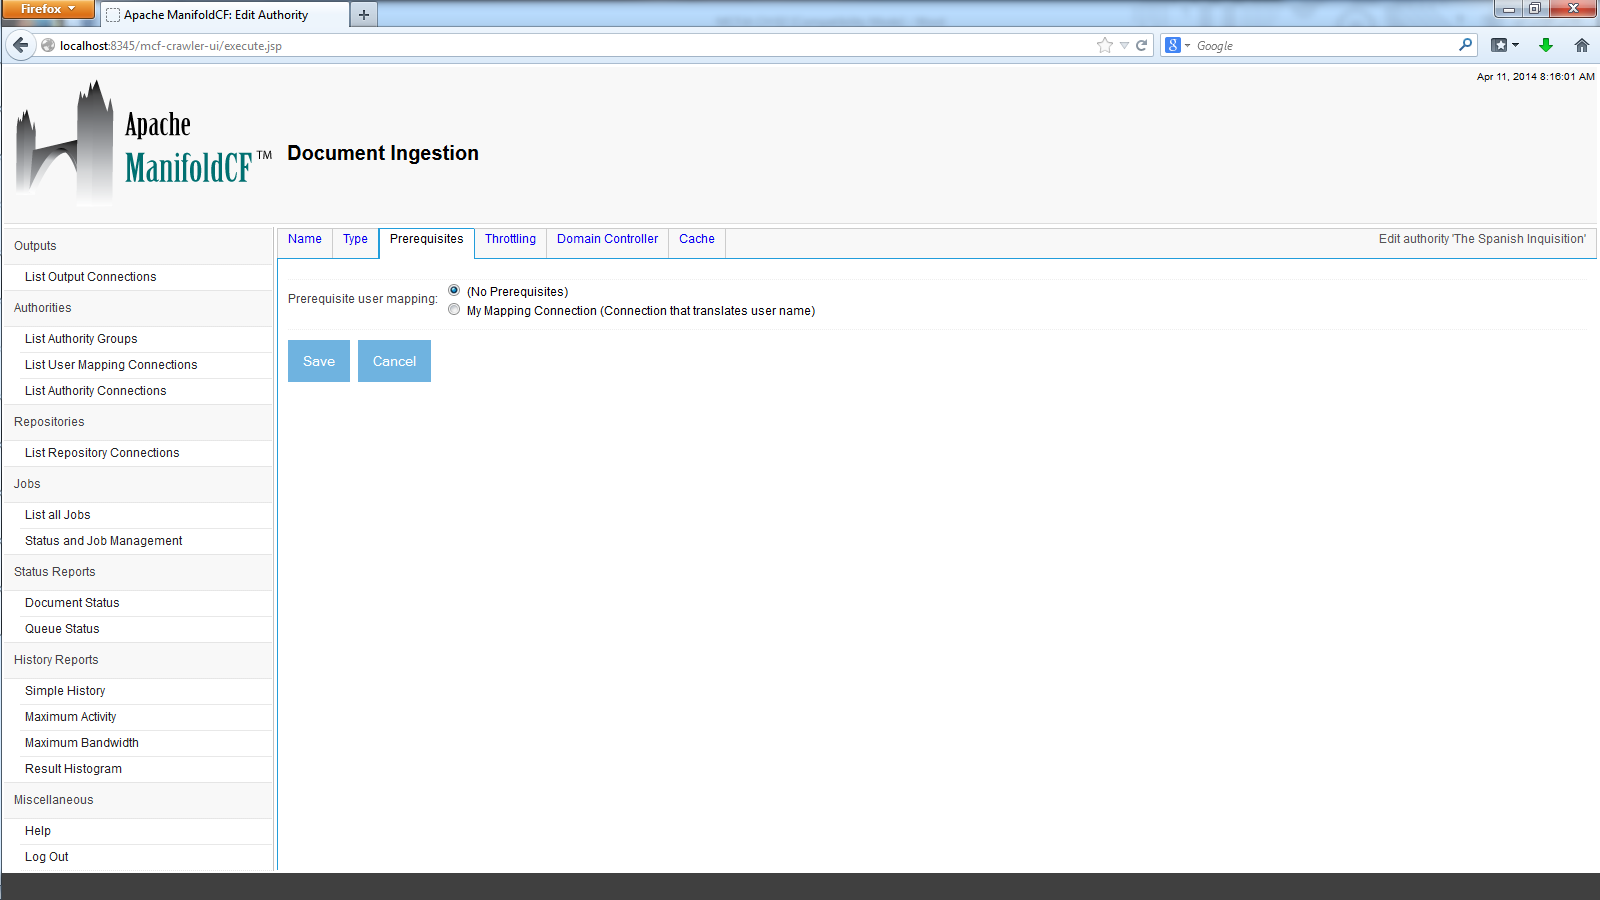 Firefox
Apache ManifoldCF: Edit Authority
localhost:8345/mcf-crawler-ui/execute.jsp
Google
Apr 11, 2014 8:16:01 AM
Apache
ManifoldCF™
Document Ingestion
Outputs
List Output Connections
Authorities
List Authority Groups
List User Mapping Connections
List Authority Connections
Repositories
List Repository Connections
Jobs
List all Jobs
Status and Job Management
Status Reports
Document Status
Queue Status
History Reports
Simple History
Maximum Activity
Maximum Bandwidth
Result Histogram
Miscellaneous
Help
Log Out
Name Type Prerequisites Throttling Domain Controller Cache
Edit authority 'The Spanish Inquisition'
Prerequisite user mapping:
(No Prerequisites)
My Mapping Connection (Connection that translates user name)
Save Cancel